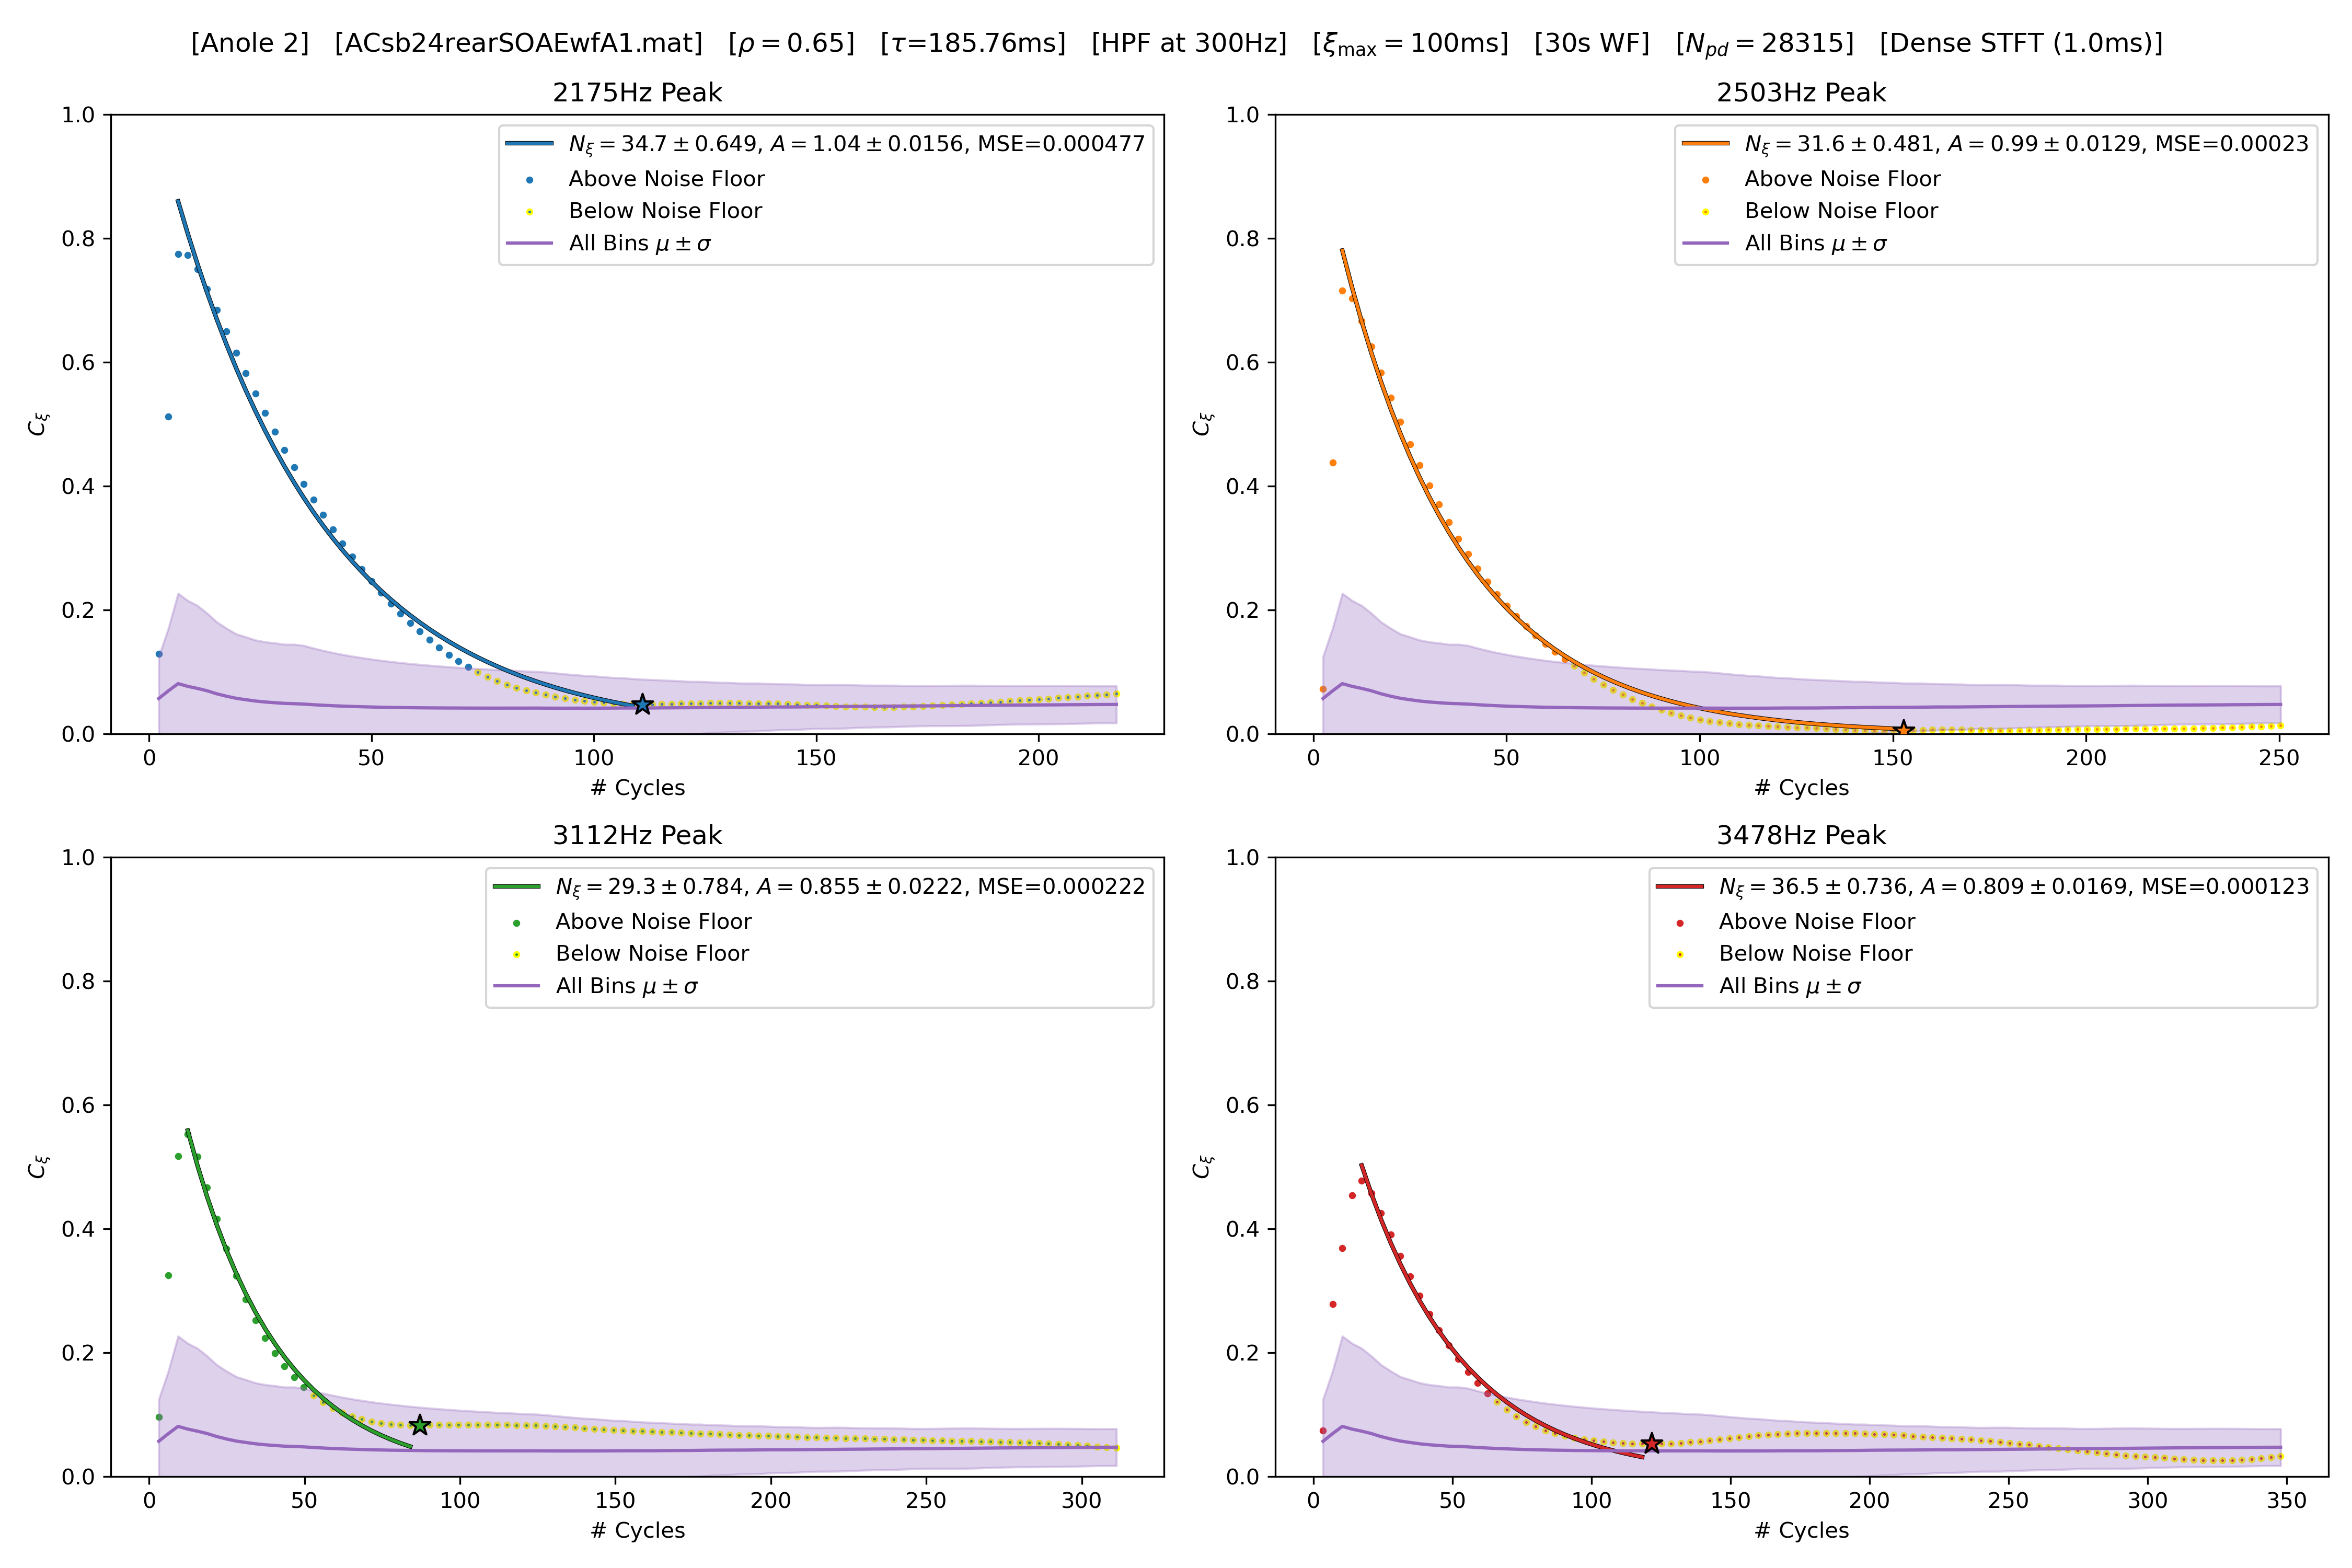 [Anole 2] [ACsb24rearSOAEwfA1.mat] [ρ = 0.65] [τ=185.76ms] [HPF at 300Hz] [ξmax = 100ms] [30s WF] [Npd = 28315] [Dense STFT (1.0ms)]
2175Hz Peak
Nξ = 34.7 ± 0.649, A = 1.04 ± 0.0156, MSE=0.000477
Above Noise Floor
Below Noise Floor
All Bins μ ± σ
1.0
0.8
0.6
0.4
0.2
0.0
Cξ
0 50 100 150 200
# Cycles
2503Hz Peak
Nξ = 31.6 ± 0.481, A = 0.99 ± 0.0129, MSE=0.00023
Above Noise Floor
Below Noise Floor
All Bins μ ± σ
1.0
0.8
0.6
0.4
0.2
0.0
Cξ
0 50 100 150 200 250
# Cycles
3112Hz Peak
Nξ = 29.3 ± 0.784, A = 0.855 ± 0.0222, MSE=0.000222
Above Noise Floor
Below Noise Floor
All Bins μ ± σ
1.0
0.8
0.6
0.4
0.2
0.0
Cξ
0 50 100 150 200 250 300
# Cycles
3478Hz Peak
Nξ = 36.5 ± 0.736, A = 0.809 ± 0.0169, MSE=0.000123
Above Noise Floor
Below Noise Floor
All Bins μ ± σ
1.0
0.8
0.6
0.4
0.2
0.0
Cξ
0 50 100 150 200 250 300 350
# Cycles